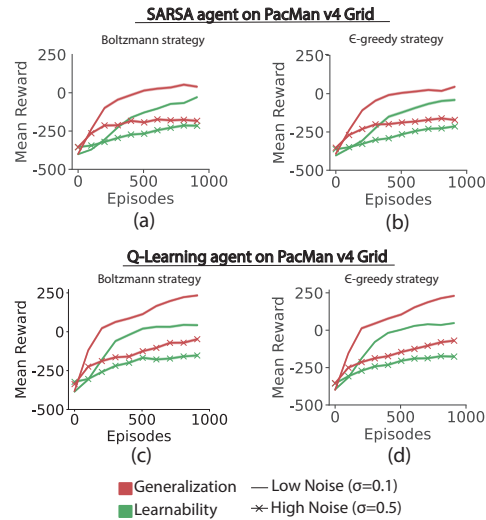 SARSA agent on PacMan v4 Grid
Boltzmann strategy
Є-greedy strategy
Mean Reward
250
0
-250
-500
0
500
1000
Episodes
(a)
Mean Reward
250
0
-250
-500
0
500
1000
Episodes
(b)
Q-Learning agent on PacMan v4 Grid
Boltzmann strategy
Є-greedy strategy
Mean Reward
250
0
-250
-500
0
500
1000
Episodes
(c)
Mean Reward
250
0
-250
-500
0
500
1000
Episodes
(d)
Generalization
Low Noise (σ=0.1)
Learnability
High Noise (σ=0.5)